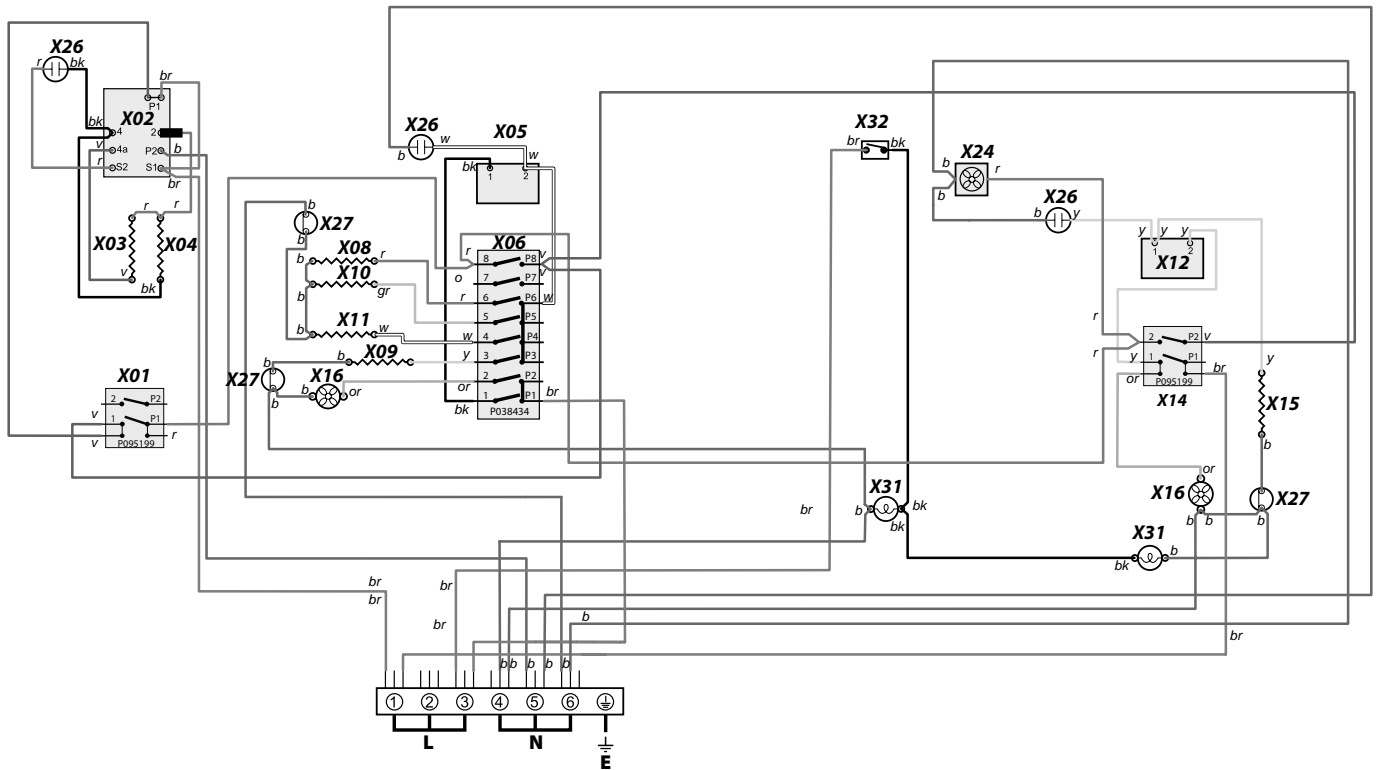 X26
r bk
br
P1
X02
bk 4 2
v 4a P2 b
r S2 S1
br
r r
X03 X04
v
bk
X26
b w
X05
w
bk 1 2
b
X27
b
X08
b r
X10
b gr
X11
b w
X09
b
X27 b
X16
b or
b
X06
r 8 P8 v
o 7 P7 v
r 6 P6 w
5 P5
w 4 P4
y 3 P3
or 2 P2
bk 1 P1 br
P038434
X01
2 P2
v 1 P1
v r
P095199
X32
br bk
X24
b r
b
X26
b y
y y y
1 2
X12
r
2 P2 v
r
y 1 P1
or br
P095199
X14
y
X15
b
or
X16
X27
b b b
X31
br b bk
bk
X31
b
bk
br
br
br
br
b
br
b b b b b
1 2 3 4 5 6
L N
E